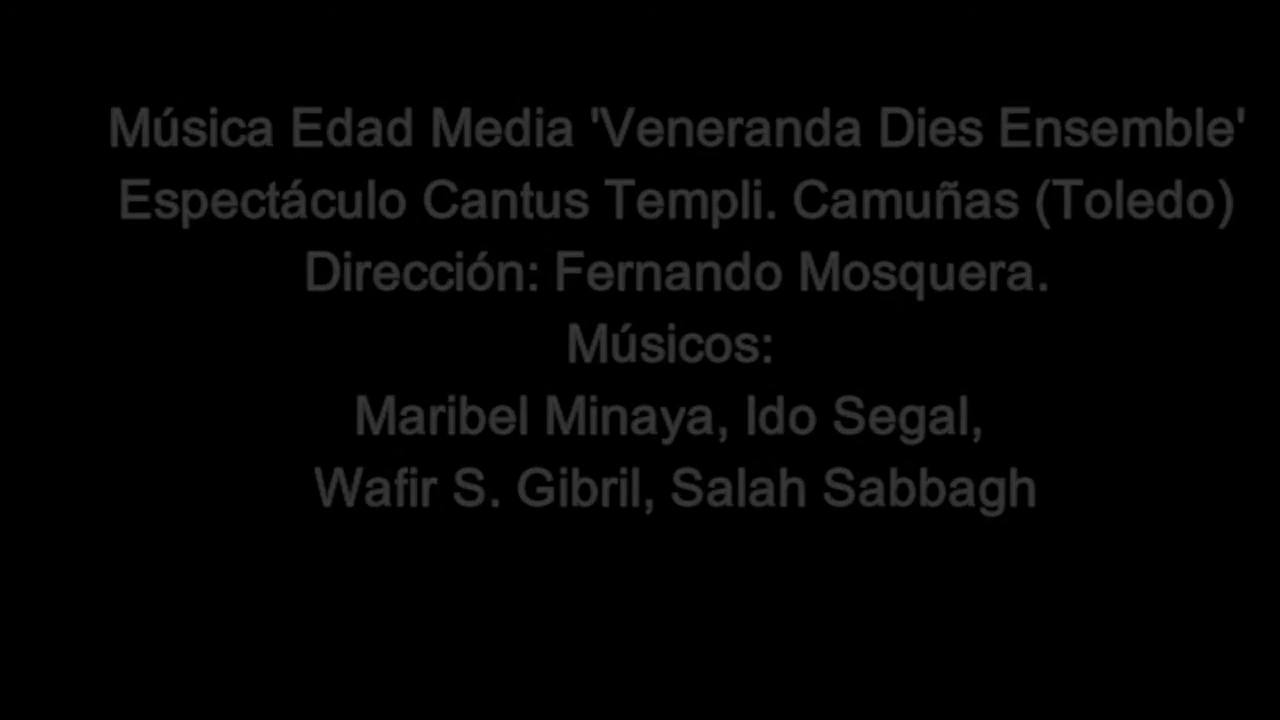 Música Edad Media 'Veneranda Dies Ensemble'
Espectáculo Cantus Templi. Camuñas (Toledo)
Dirección: Fernando Mosquera.
Músicos:
Maribel Minaya, Ido Segal,
Wafir S. Gibril, Salah Sabbagh